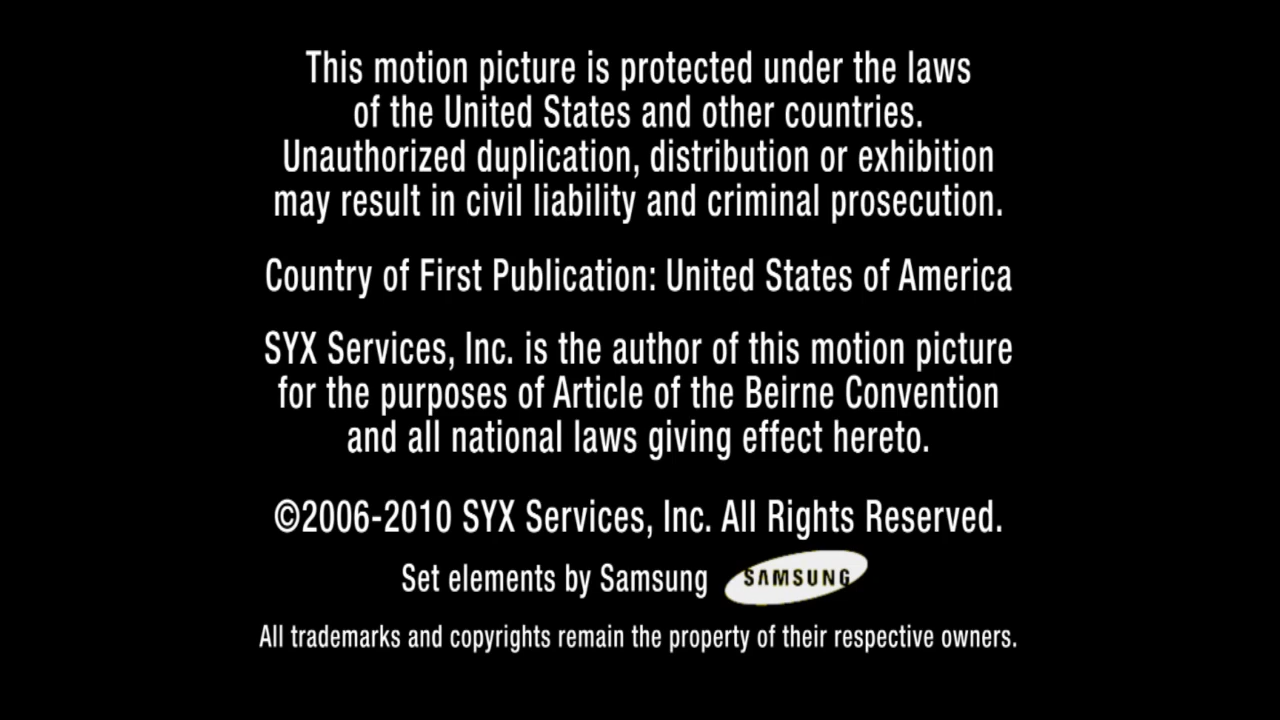 This motion picture is protected under the laws
of the United States and other countries.
Unauthorized duplication, distribution or exhibition
may result in civil liability and criminal prosecution.
Country of First Publication: United States of America
SYX Services, Inc. is the author of this motion picture
for the purposes of Article of the Beirne Convention
and all national laws giving effect hereto.
©2006-2010 SYX Services, Inc. All Rights Reserved.
Set elements by Samsung SAMSUNG
All trademarks and copyrights remain the property of their respective owners.